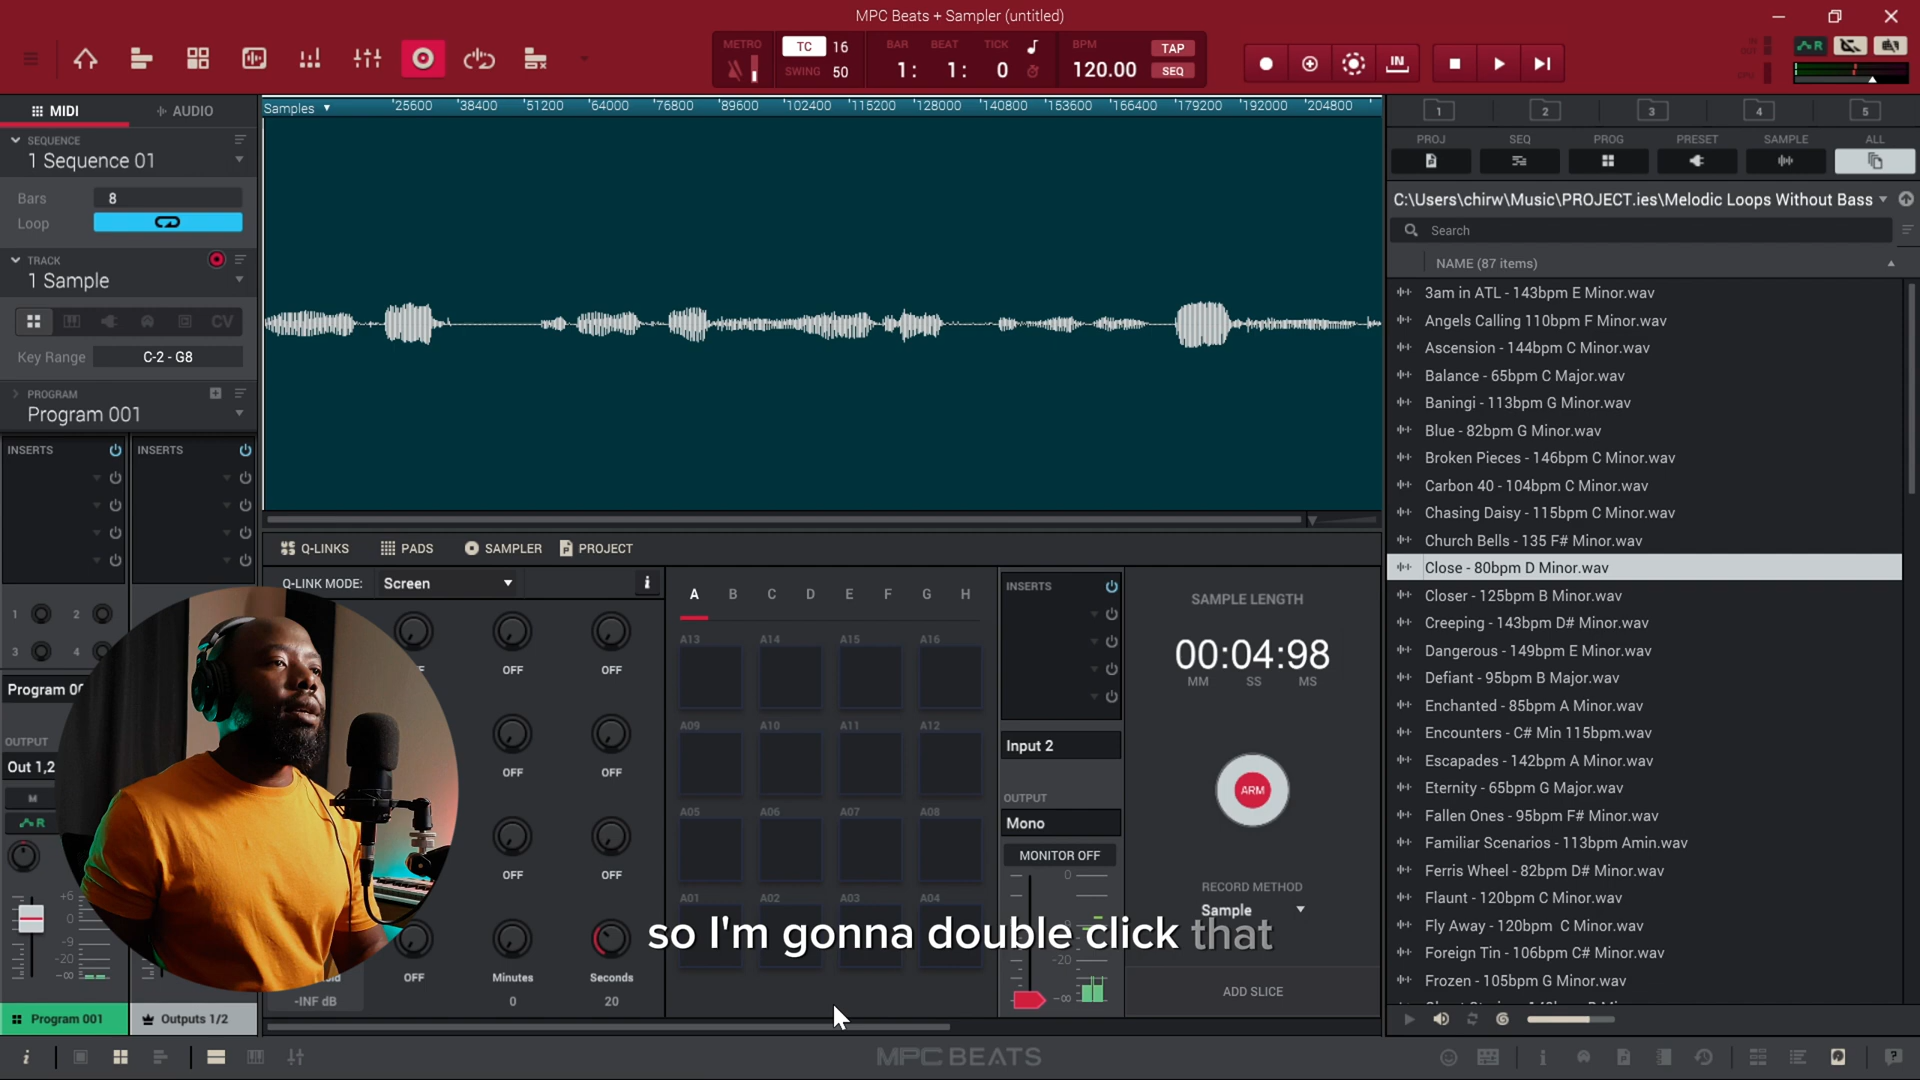 MPC Beats + Sampler (untitled)
METRO
TC 16
SWING 50
BAR BEAT TICK
1: 1: 0
BPM
120.00
TAP
SEQ
IN
R
MIDI
AUDIO
SEQUENCE
1 Sequence 01
Bars 8
Loop
TRACK
1 Sample
CV
Key Range C-2 - G8
PROGRAM
Program 001
INSERTS INSERTS
1 2
3 4
Program 00
OUTPUT
Out 1,2
M
R
+6
0
-9
-20
-∞
Program 001
Outputs 1/2
Samples
25600 38400 51200 64000 76800 89600 102400 115200 128000 140800 153600 166400 179200 192000 204800
Q-LINKS PADS SAMPLER PROJECT
Q-LINK MODE: Screen
OFF OFF
OFF OFF
OFF OFF
OFF Minutes Seconds
-INF dB 0 20
A B C D E F G H
A13 A14 A15 A16
A09 A10 A11 A12
A05 A06 A07 A08
A01 A02 A03 A04
INSERTS
Input 2
OUTPUT
Mono
MONITOR OFF
0
-20
-∞
SAMPLE LENGTH
00:04:98
MM SS MS
ARM
RECORD METHOD
Sample
ADD SLICE
so I'm gonna double click that
1 2 3 4 5
PROJ SEQ PROG PRESET SAMPLE ALL
C:\Users\chirw\Music\PROJECT.ies\Melodic Loops Without Bass
Search
NAME (87 items)
3am in ATL - 143bpm E Minor.wav
Angels Calling 110bpm F Minor.wav
Ascension - 144bpm C Minor.wav
Balance - 65bpm C Major.wav
Baningi - 113bpm G Minor.wav
Blue - 82bpm G Minor.wav
Broken Pieces - 146bpm C Minor.wav
Carbon 40 - 104bpm C Minor.wav
Chasing Daisy - 115bpm C Minor.wav
Church Bells - 135 F# Minor.wav
Close - 80bpm D Minor.wav
Closer - 125bpm B Minor.wav
Creeping - 143bpm D# Minor.wav
Dangerous - 149bpm E Minor.wav
Defiant - 95bpm B Major.wav
Enchanted - 85bpm A Minor.wav
Encounters - C# Min 115bpm.wav
Escapades - 142bpm A Minor.wav
Eternity - 65bpm G Major.wav
Fallen Ones - 95bpm F# Minor.wav
Familiar Scenarios - 113bpm Amin.wav
Ferris Wheel - 82bpm D# Minor.wav
Flaunt - 120bpm C Minor.wav
Fly Away - 120bpm C Minor.wav
Foreign Tin - 106bpm C# Minor.wav
Frozen - 105bpm G Minor.wav
MPC BEATS